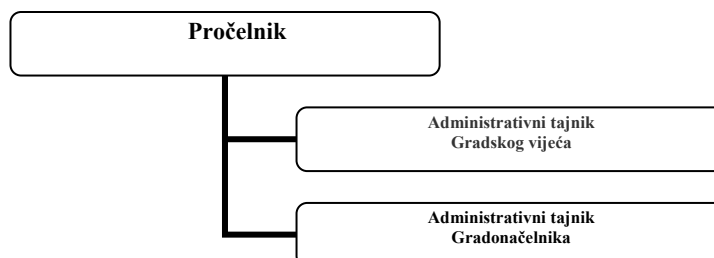 Pročelnik
Administrativni tajnik
Gradskog vijeća
Administrativni tajnik
Gradonačelnika